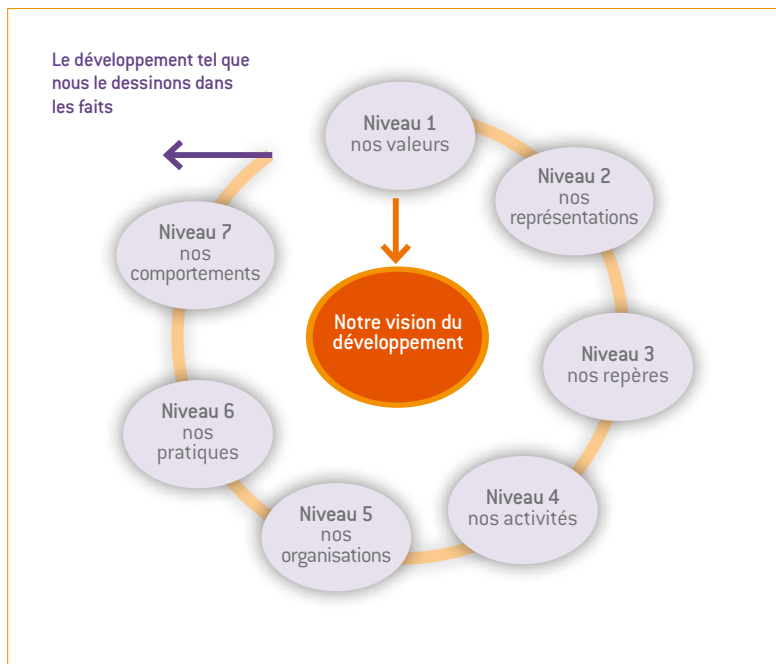 Le développement tel que
nous le dessinons dans
les faits
Niveau 1
nos valeurs
Niveau 2
nos
représentations
Niveau 3
nos repères
Niveau 4
nos activités
Niveau 5
nos
organisations
Niveau 6
nos
pratiques
Niveau 7
nos
comportements
Notre vision du
développement